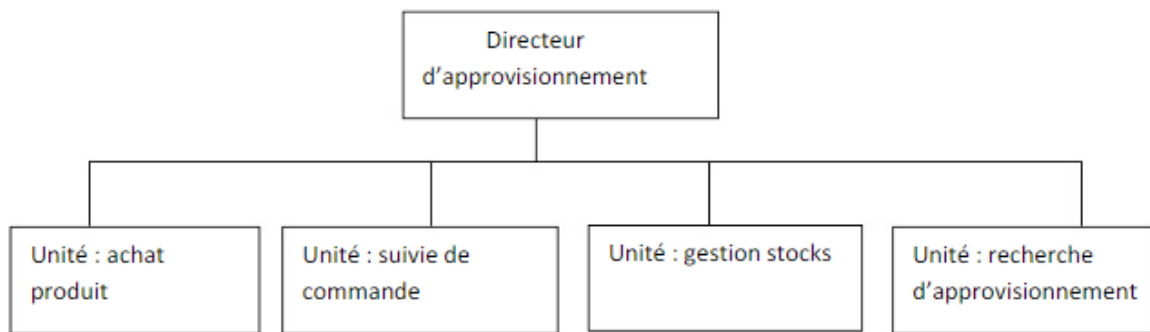 Directeur
d’approvisionnement
Unité : achat
produit
Unité : suivie de
commande
Unité : gestion stocks
Unité : recherche
d’approvisionnement